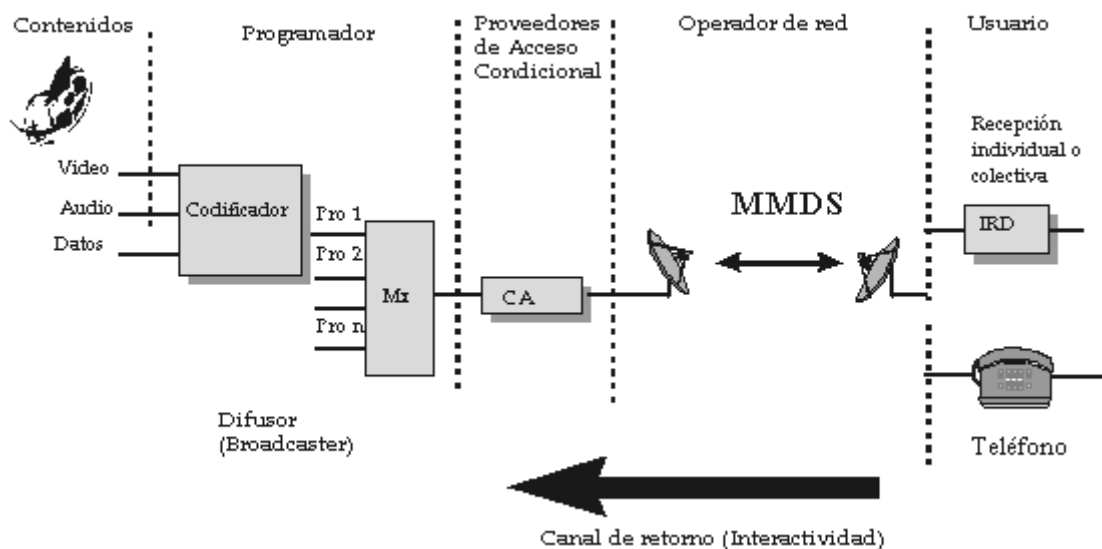 Contenidos
Programador
Proveedores
de Acceso
Condicional
Operador de red
Usuario
Video
Audio
Datos
Codificador
Pro 1
Pro 2
Pro n
Mx
CA
MMDS
Recepción
individual o
colectiva
IRD
Teléfono
Difusor
(Broadcaster)
Canal de retorno (Interactividad)